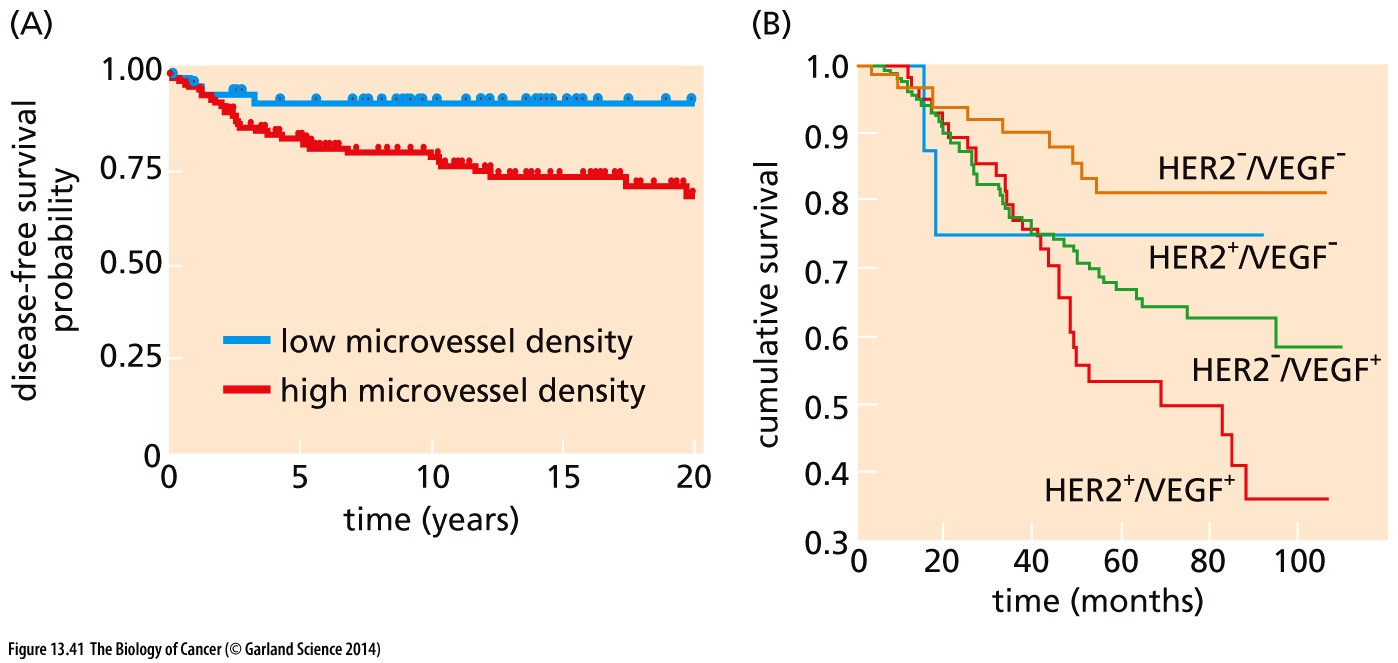 (A)
disease-free survival
probability
1.00
0.75
0.50
0.25
0
low microvessel density
high microvessel density
0 5 10 15 20
time (years)
(B)
cumulative survival
1.0
0.9
0.8
0.7
0.6
0.5
0.4
0.3
HER2⁻/VEGF⁻
HER2⁺/VEGF⁻
HER2⁻/VEGF⁺
HER2⁺/VEGF⁺
0 20 40 60 80 100
time (months)
Figure 13.41 The Biology of Cancer (© Garland Science 2014)